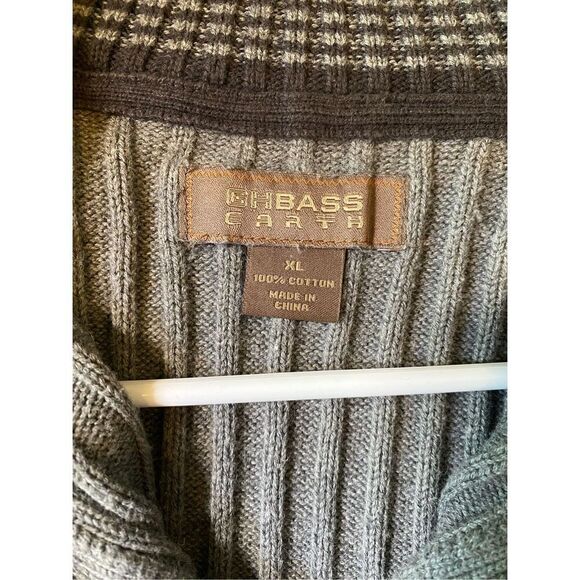 GHBASS
EARTH
XL
100% COTTON
MADE IN
CHINA